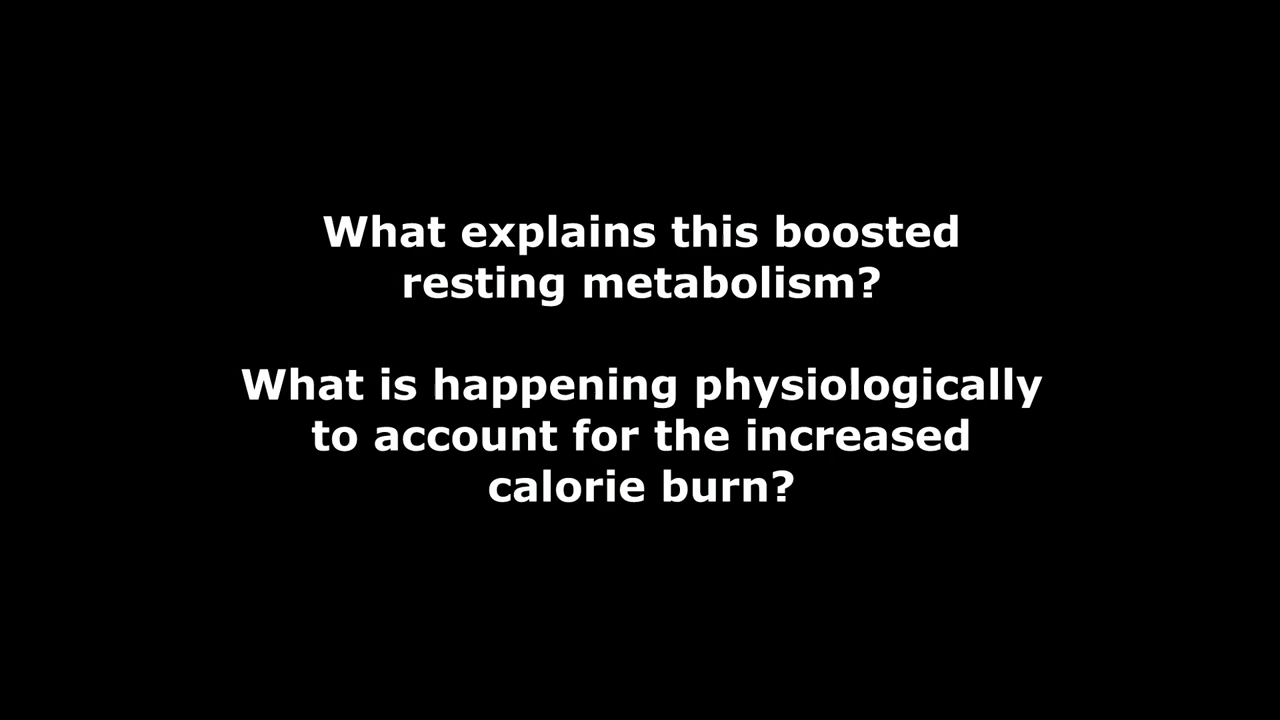 What explains this boosted
resting metabolism?
What is happening physiologically
to account for the increased
calorie burn?